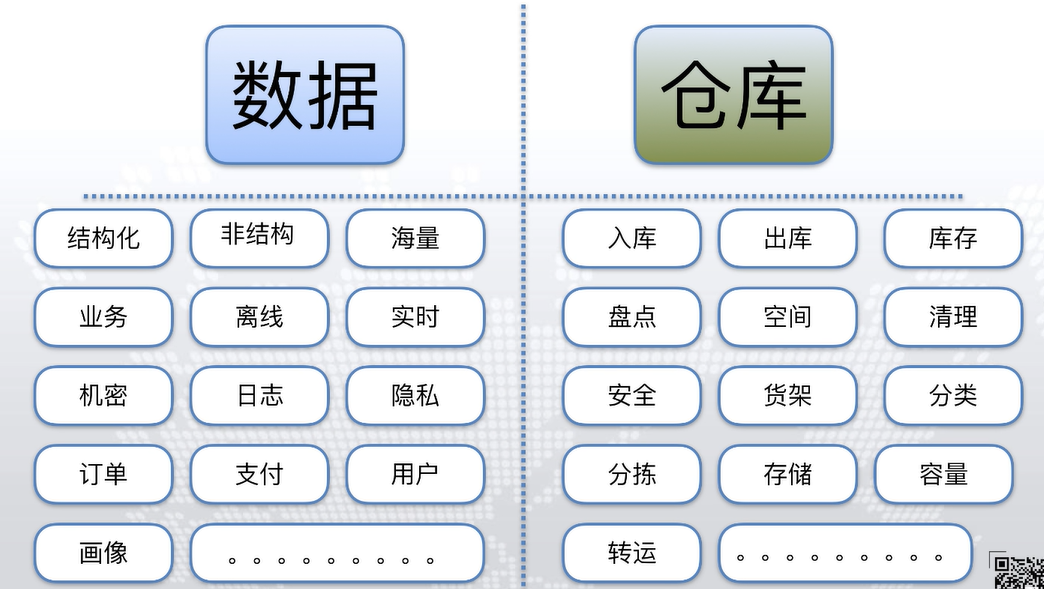 数据
仓库
结构化 非结构 海量
入库 出库 库存
业务 离线 实时
盘点 空间 清理
机密 日志 隐私
安全 货架 分类
订单 支付 用户
分拣 存储 容量
画像 。。。。。。。。。
转运 。。。。。。。。。